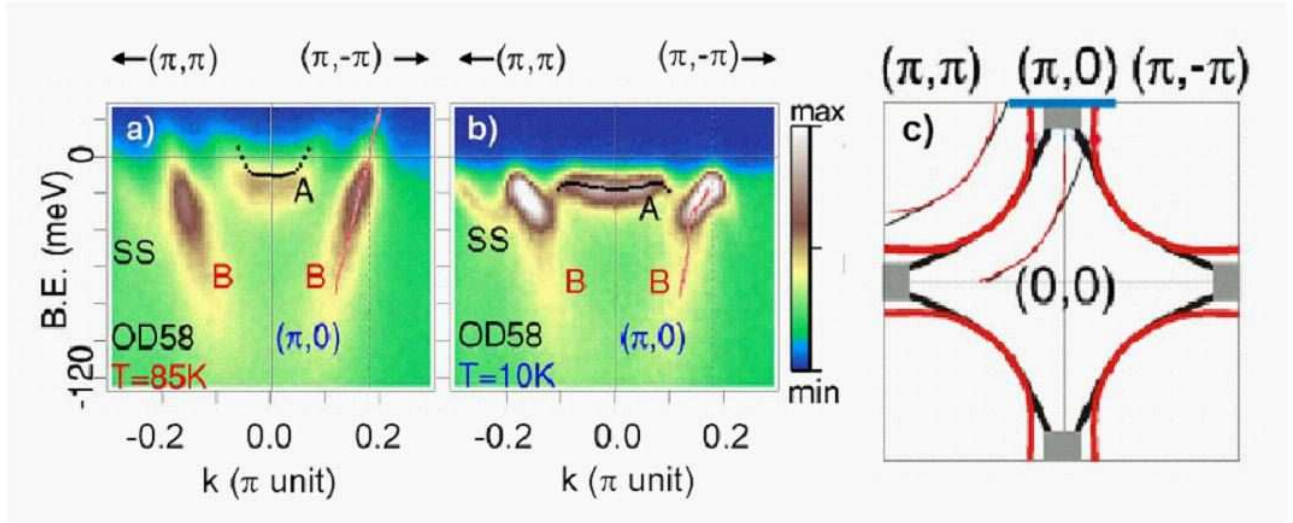 ←(π,π) (π,-π) →
a)
0
A
SS
B B
OD58 (π,0)
T=85K
-120
B.E. (meV)
-0.2 0.0 0.2
k (π unit)
←(π,π) (π,-π)→
b)
A
SS
B B
OD58 (π,0)
T=10K
-0.2 0.0 0.2
k (π unit)
max
min
(π,π) (π,0) (π,-π)
c)
(0,0)